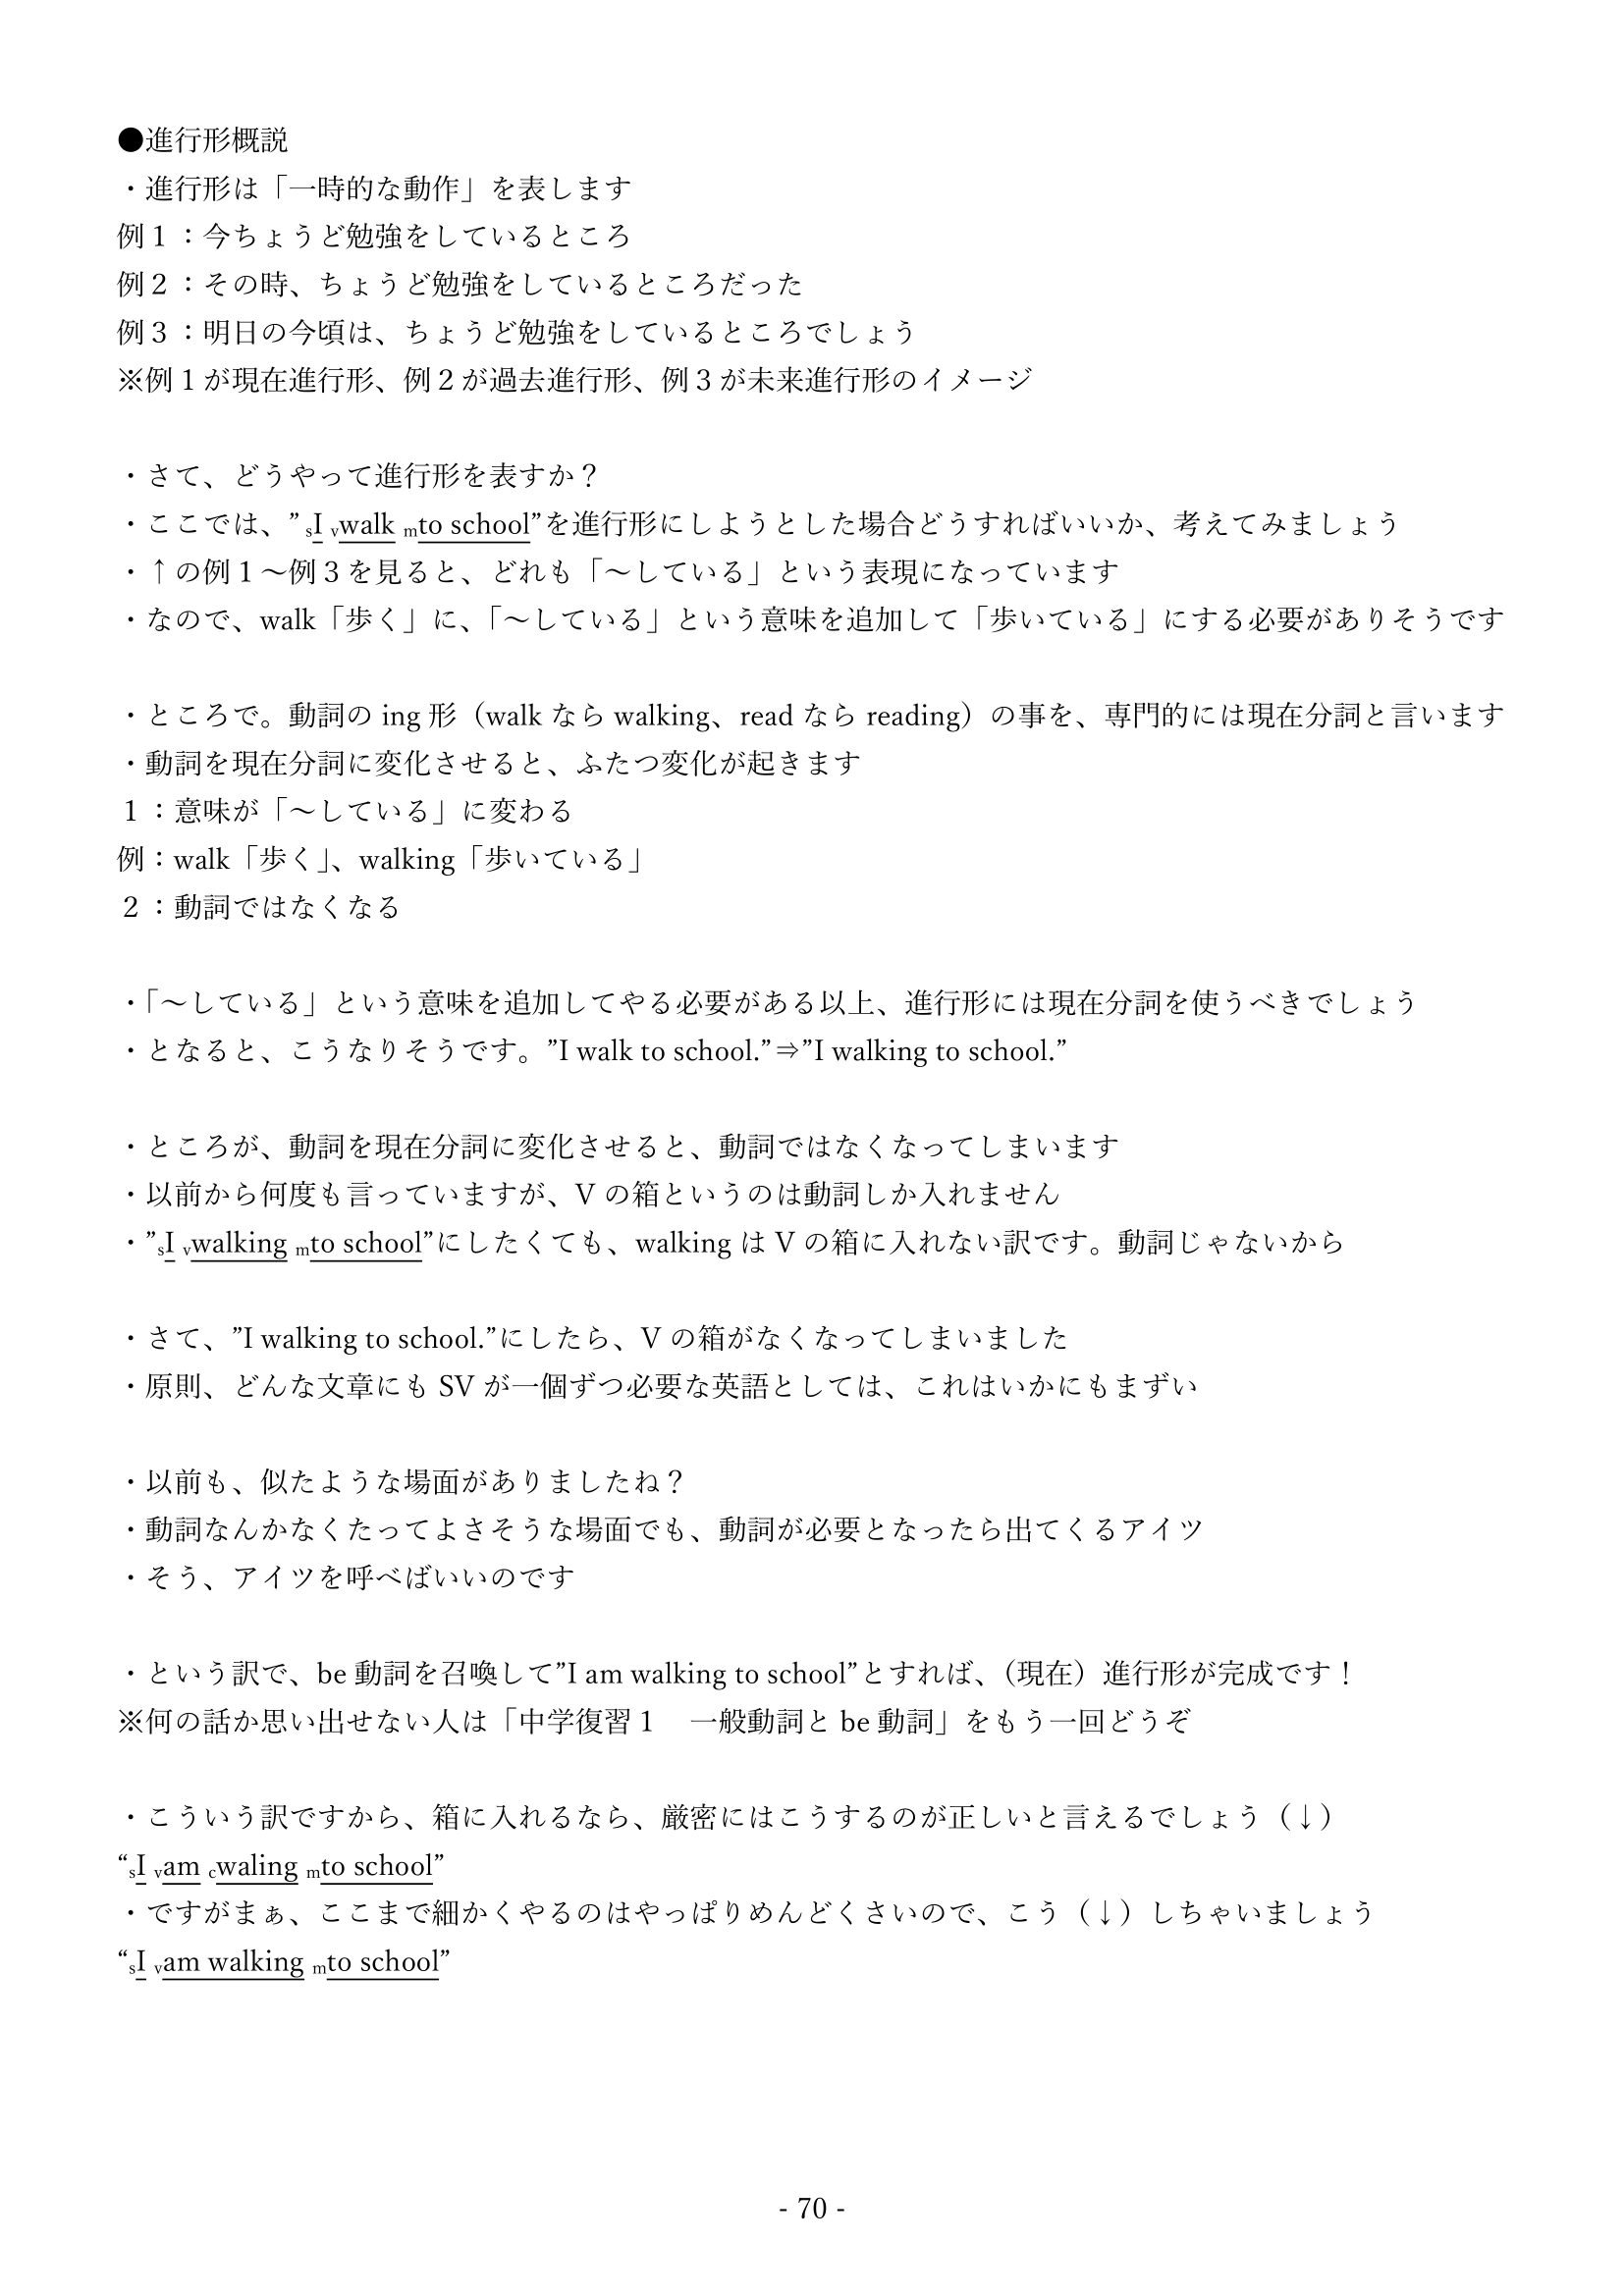 ●進行形概説
・進行形は「一時的な動作」を表します
例１：今ちょうど勉強をしているところ
例２：その時、ちょうど勉強をしているところだった
例３：明日の今頃は、ちょうど勉強をしているところでしょう
※例１が現在進行形、例２が過去進行形、例３が未来進行形のイメージ
・さて、どうやって進行形を表すか？
・ここでは、” sI vwalk mto school”を進行形にしようとした場合どうすればいいか、考えてみましょう
・↑の例１～例３を見ると、どれも「～している」という表現になっています
・なので、walk「歩く」に、「～している」という意味を追加して「歩いている」にする必要がありそうです
・ところで。動詞の ing 形（walk なら walking、read なら reading）の事を、専門的には現在分詞と言います
・動詞を現在分詞に変化させると、ふたつ変化が起きます
１：意味が「～している」に変わる
例：walk「歩く」、walking「歩いている」
２：動詞ではなくなる
・「～している」という意味を追加してやる必要がある以上、進行形には現在分詞を使うべきでしょう
・となると、こうなりそうです。”I walk to school.”⇒”I walking to school.”
・ところが、動詞を現在分詞に変化させると、動詞ではなくなってしまいます
・以前から何度も言っていますが、V の箱というのは動詞しか入れません
・”sI vwalking mto school”にしたくても、walking は V の箱に入れない訳です。動詞じゃないから
・さて、”I walking to school.”にしたら、V の箱がなくなってしまいました
・原則、どんな文章にも SV が一個ずつ必要な英語としては、これはいかにもまずい
・以前も、似たような場面がありましたね？
・動詞なんかなくたってよさそうな場面でも、動詞が必要となったら出てくるアイツ
・そう、アイツを呼べばいいのです
・という訳で、be 動詞を召喚して”I am walking to school”とすれば、（現在）進行形が完成です！
※何の話か思い出せない人は「中学復習１　一般動詞と be 動詞」をもう一回どうぞ
・こういう訳ですから、箱に入れるなら、厳密にはこうするのが正しいと言えるでしょう（↓）
“sI vam cwaling mto school”
・ですがまぁ、ここまで細かくやるのはやっぱりめんどくさいので、こう（↓）しちゃいましょう
“sI vam walking mto school”
- 70 -